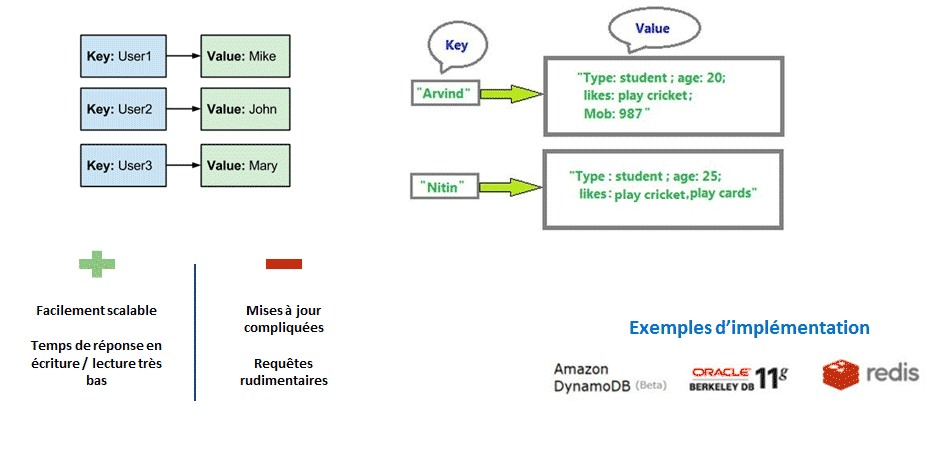 Key: User1
Value: Mike
Key: User2
Value: John
Key: User3
Value: Mary
Key
Value
"Arvind"
"Type: student ; age: 20;
likes: play cricket;
Mob: 987"
"Nitin"
"Type : student ; age: 25;
likes: play cricket,play cards"
Facilement scalable
Temps de réponse en
écriture / lecture très
bas
Mises à jour
compliquées
Requêtes
rudimentaires
Exemples d'implémentation
Amazon
DynamoDB (Beta)
ORACLE
BERKELEY DB 11g
redis